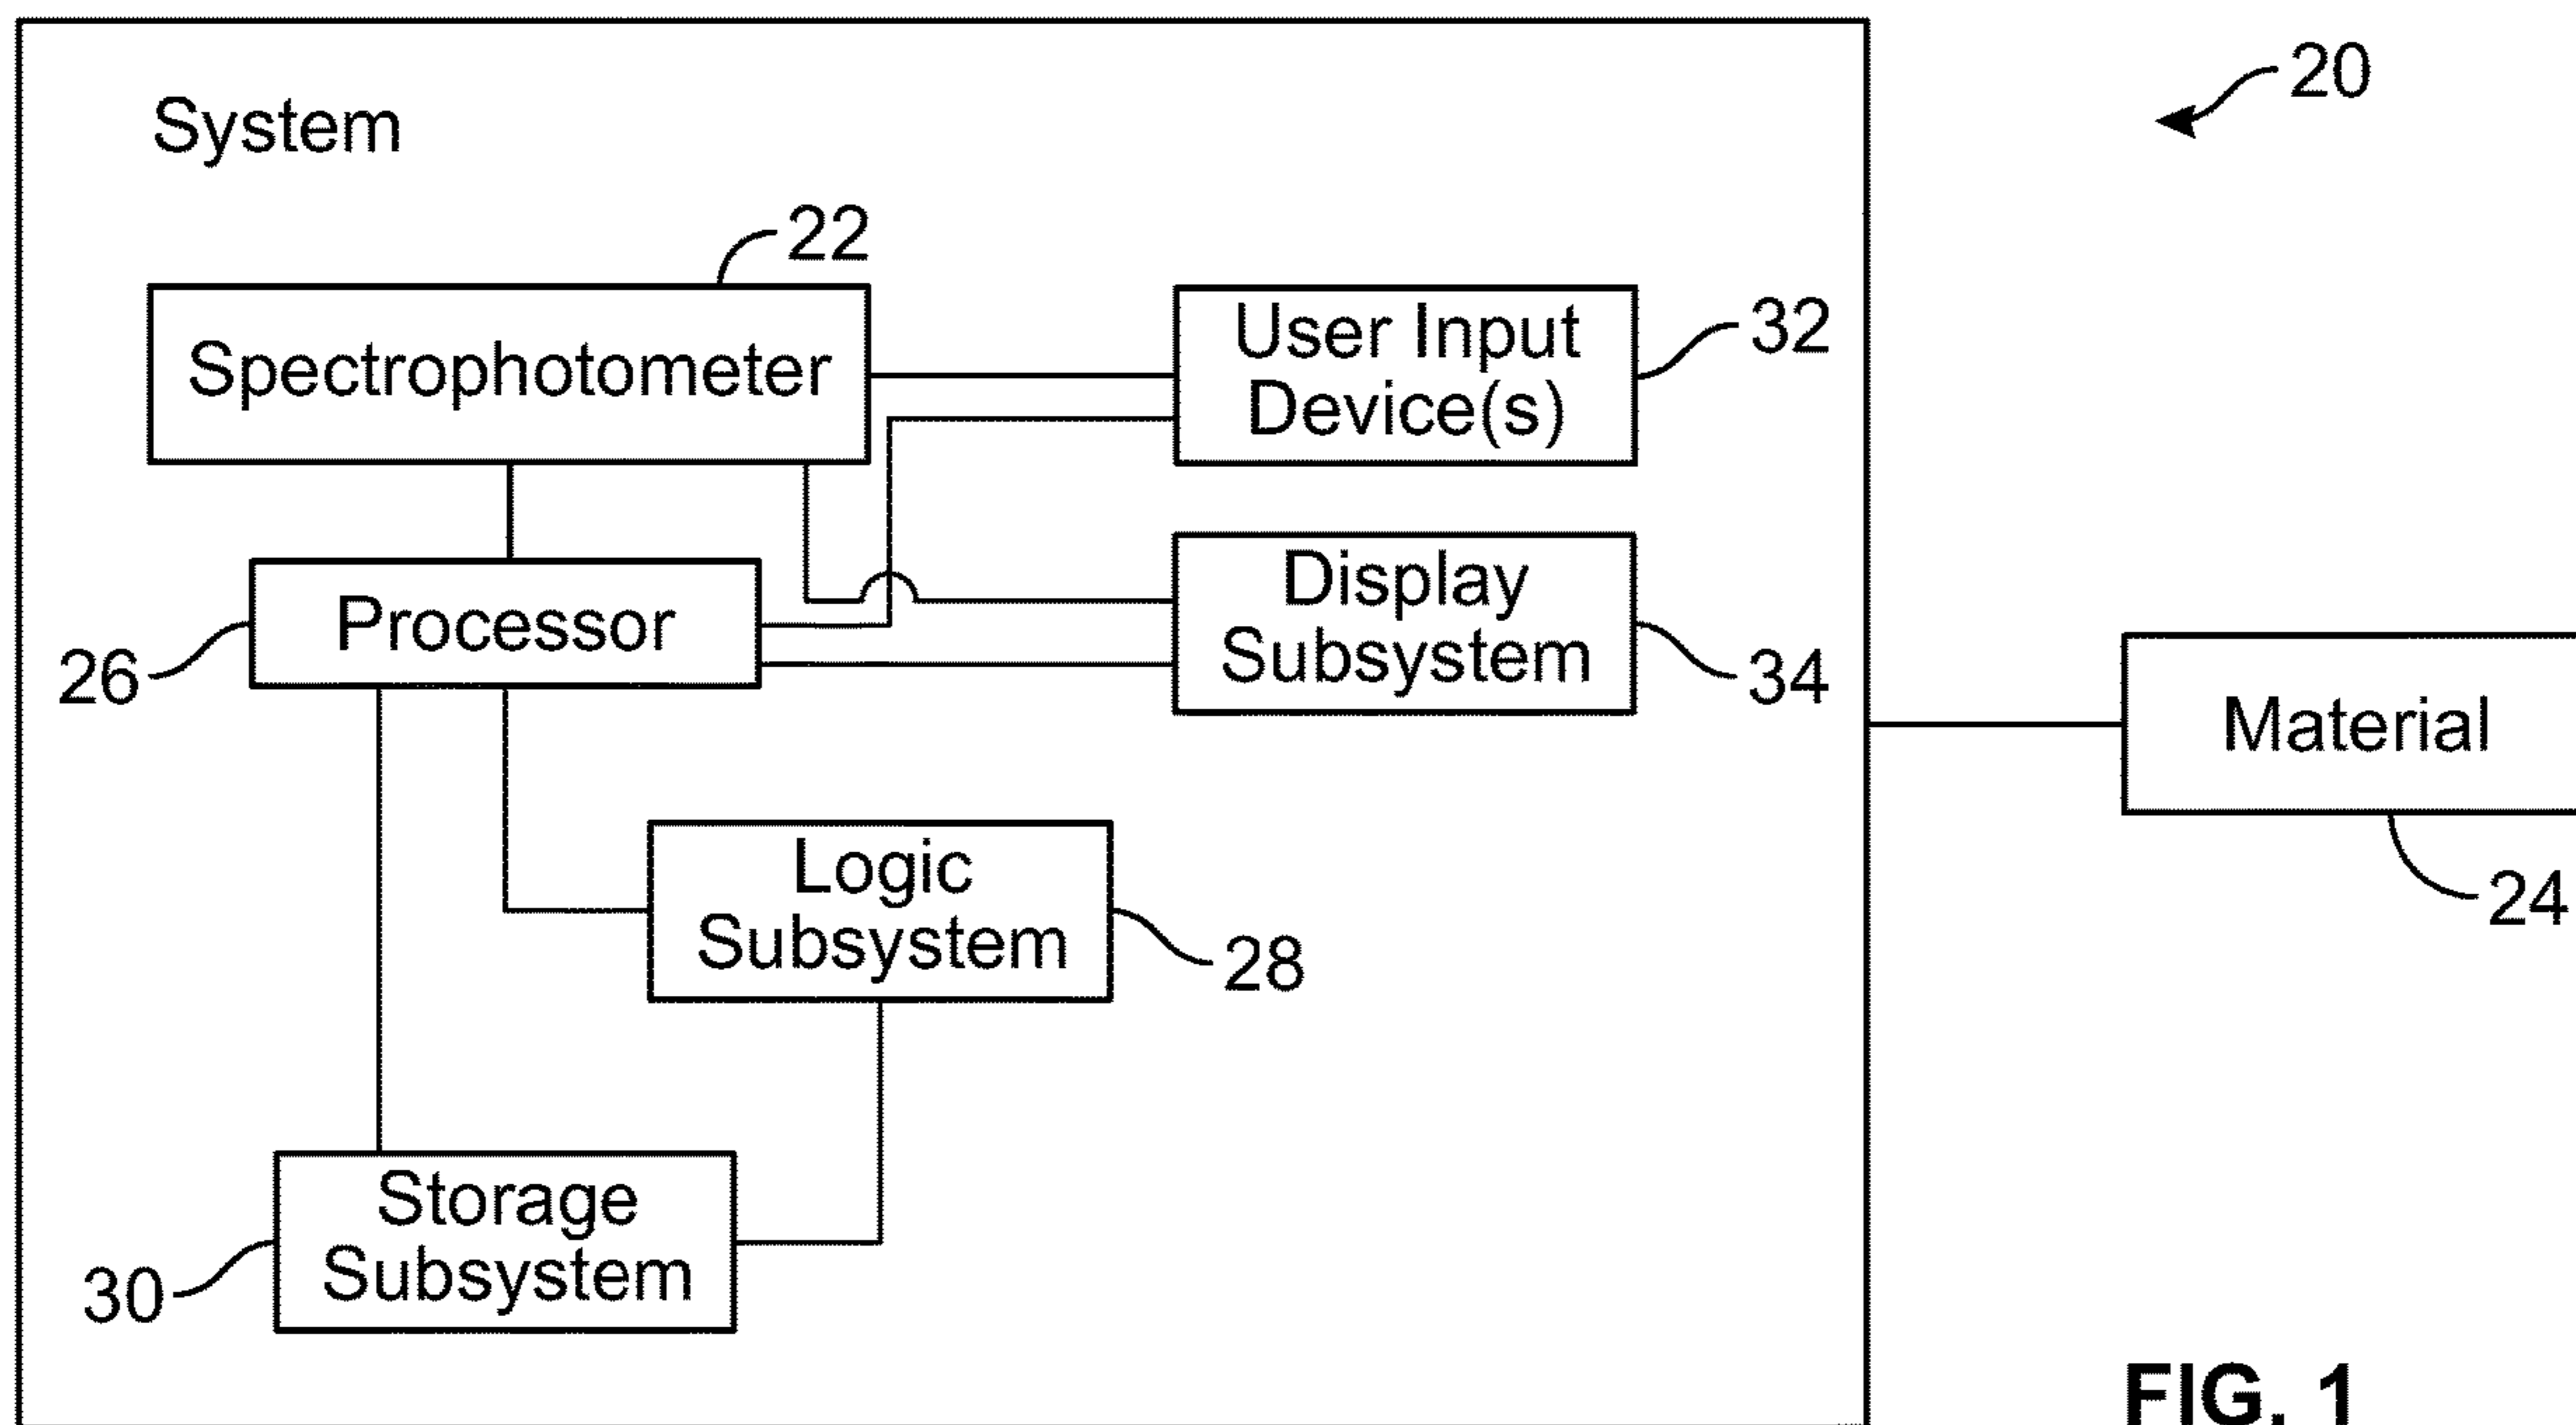 20
System
22
Spectrophotometer
User Input
Device(s)
32
Processor
26
Display
Subsystem
34
Material
24
Logic
Subsystem
28
Storage
Subsystem
30
FIG. 1